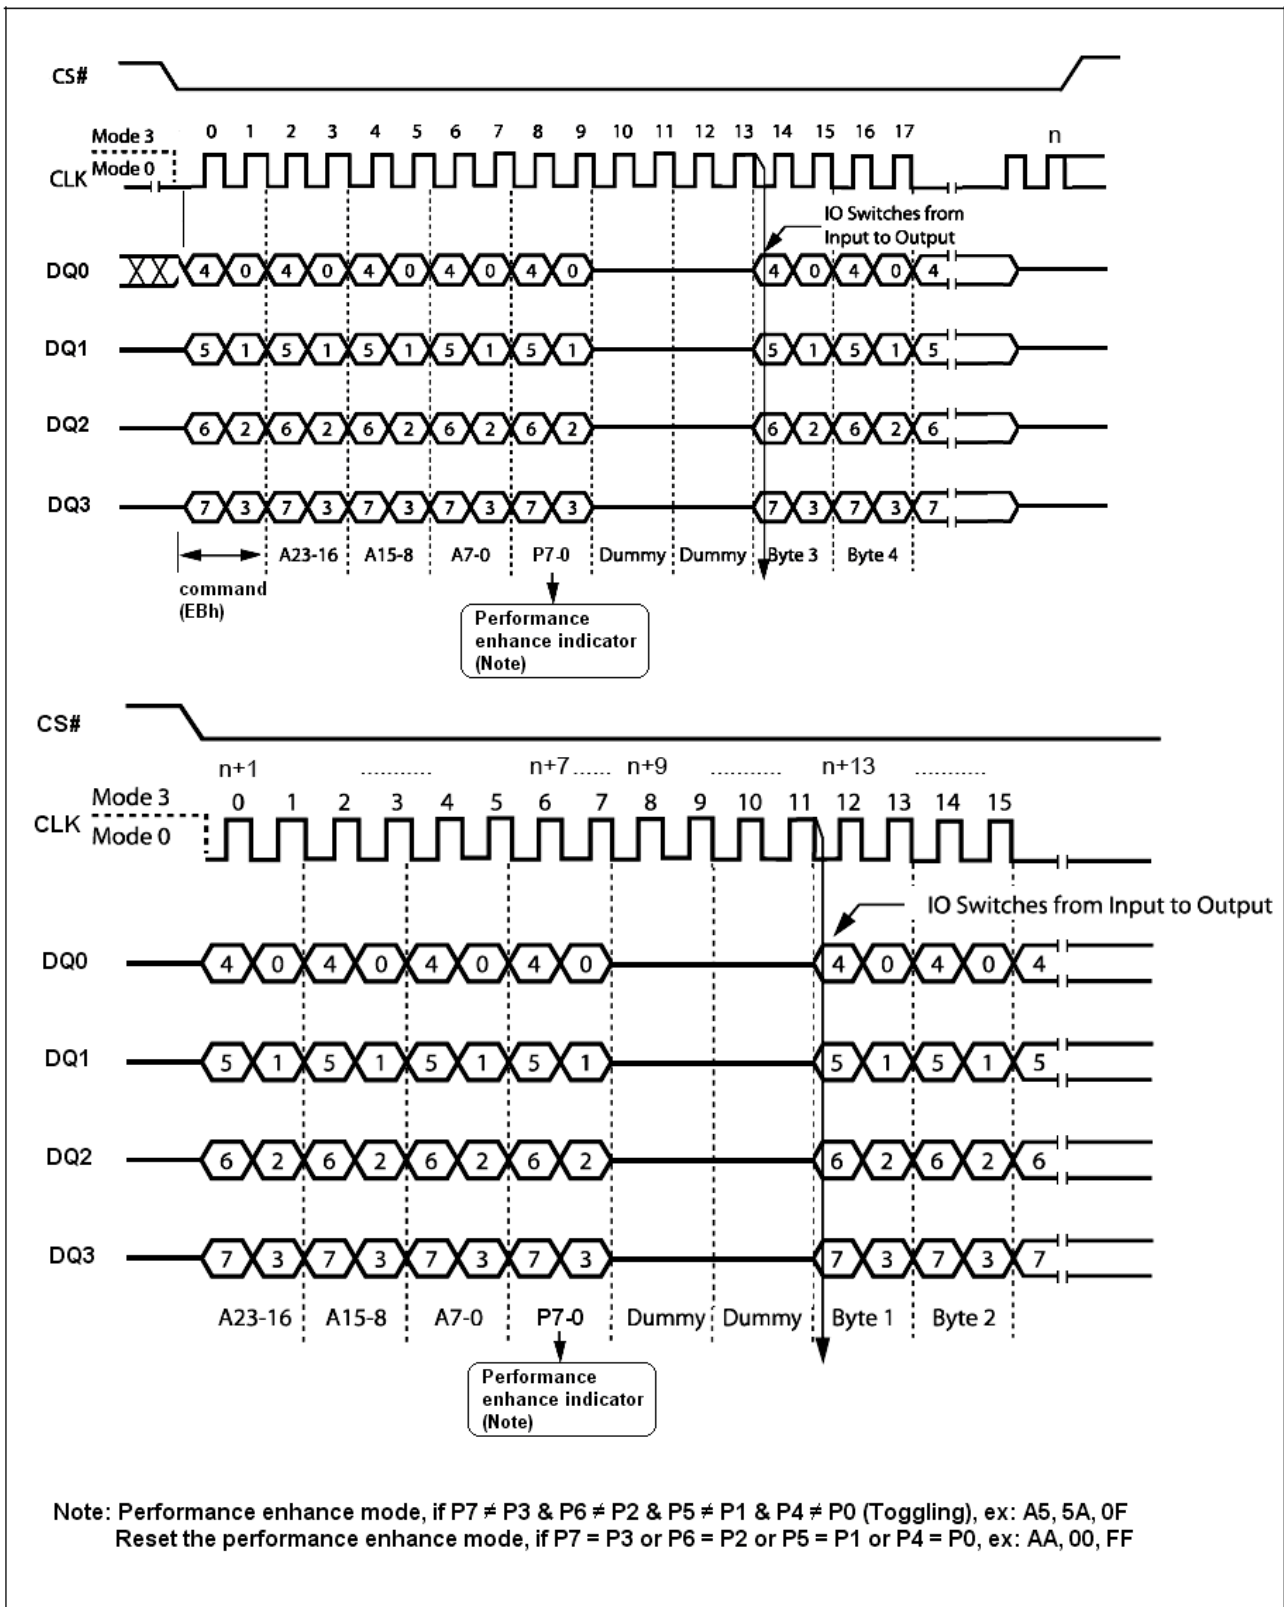 CS#
Mode 3
0 1 2 3 4 5 6 7 8 9 10 11 12 13 14 15 16 17 n
CLK Mode 0
IO Switches from
Input to Output
DQ0 4 0 4 0 4 0 4 0 4 0 4 0 4 0 4
DQ1 5 1 5 1 5 1 5 1 5 1 5 1 5 1 5
DQ2 6 2 6 2 6 2 6 2 6 2 6 2 6 2 6
DQ3 7 3 7 3 7 3 7 3 7 3 7 3 7 3 7
A23-16 A15-8 A7-0 P7-0 Dummy Dummy Byte 3 Byte 4
command
(EBh)
Performance
enhance indicator
(Note)
CS#
n+1 ............ n+7...... n+9 ............ n+13 ............
Mode 3
0 1 2 3 4 5 6 7 8 9 10 11 12 13 14 15
CLK Mode 0
IO Switches from Input to Output
DQ0 4 0 4 0 4 0 4 0 4 0 4 0 4
DQ1 5 1 5 1 5 1 5 1 5 1 5 1 5
DQ2 6 2 6 2 6 2 6 2 6 2 6 2 6
DQ3 7 3 7 3 7 3 7 3 7 3 7 3 7
A23-16 A15-8 A7-0 P7-0 Dummy Dummy Byte 1 Byte 2
Performance
enhance indicator
(Note)
Note: Performance enhance mode, if P7 ≠ P3 & P6 ≠ P2 & P5 ≠ P1 & P4 ≠ P0 (Toggling), ex: A5, 5A, 0F
Reset the performance enhance mode, if P7 = P3 or P6 = P2 or P5 = P1 or P4 = P0, ex: AA, 00, FF